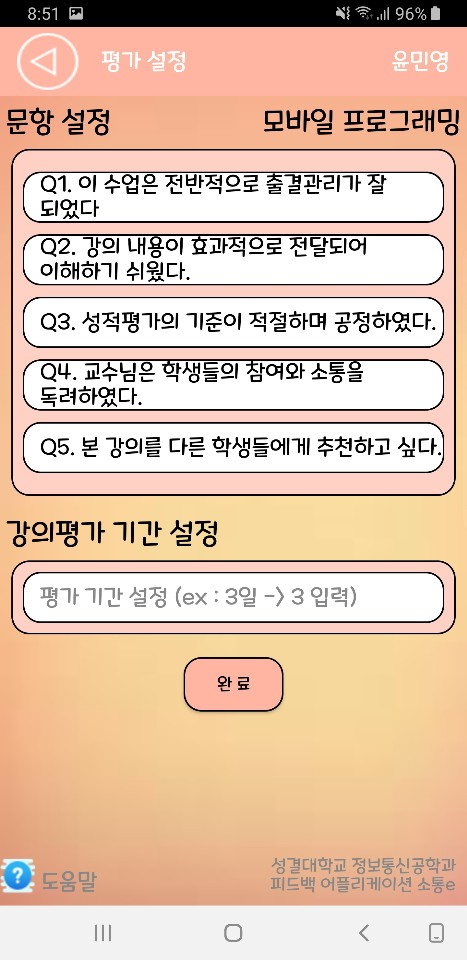 8:51 96%
평가 설정 윤민영
문항 설정 모바일 프로그래밍
Q1. 이 수업은 전반적으로 출결관리가 잘
되었다
Q2. 강의 내용이 효과적으로 전달되어
이해하기 쉬웠다.
Q3. 성적평가의 기준이 적절하며 공정하였다.
Q4. 교수님은 학생들의 참여와 소통을
독려하였다.
Q5. 본 강의를 다른 학생들에게 추천하고 싶다.
강의평가 기간 설정
평가 기간 설정 (ex : 3일 -> 3 입력)
완료
? 도움말
성결대학교 정보통신공학과
피드백 어플리케이션 소통e